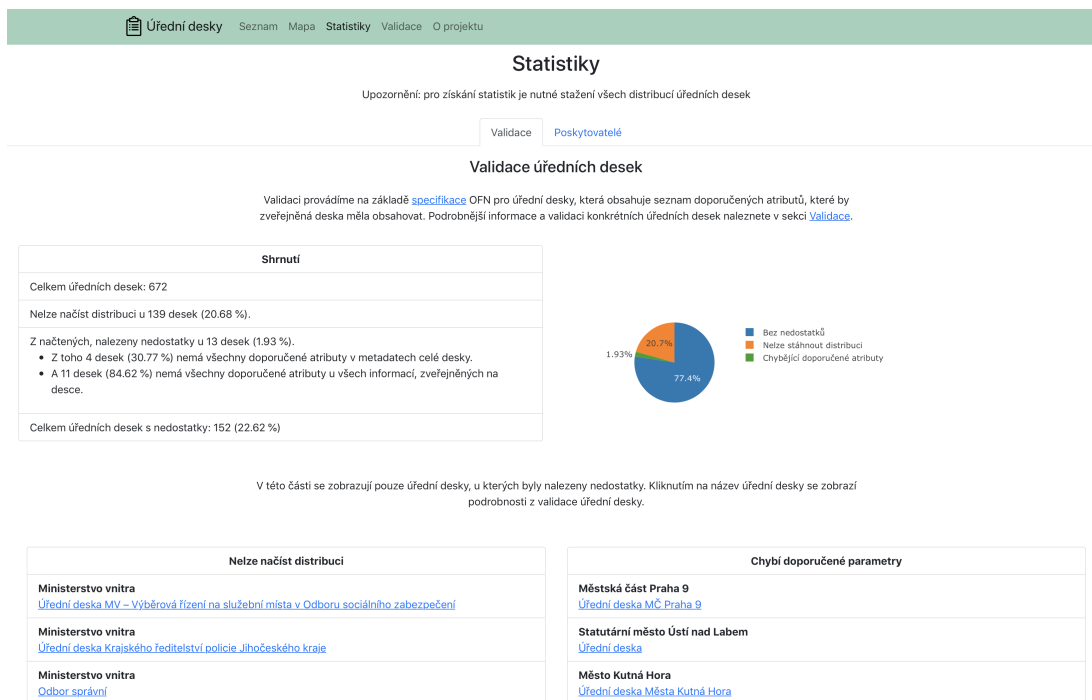 Úřední desky Seznam Mapa Statistiky Validace O projektu
Statistiky
Upozornění: pro získání statistik je nutné stažení všech distribucí úředních desek
Validace Poskytovatelé
Validace úředních desek
Validaci provádíme na základě specifikace OFN pro úřední desky, která obsahuje seznam doporučených atributů, které by
zveřejněná deska měla obsahovat. Podrobnější informace a validaci konkrétních úředních desek naleznete v sekci Validace.
Shrnutí
Celkem úředních desek: 672
Nelze načíst distribuci u 139 desek (20.68 %).
Z načtených, nalezeny nedostatky u 13 desek (1.93 %).
• Z toho 4 desek (30.77 %) nemá všechny doporučené atributy v metadatech celé desky.
• A 11 desek (84.62 %) nemá všechny doporučené atributy u všech informací, zveřejněných na
desce.
Celkem úředních desek s nedostatky: 152 (22.62 %)
20.7%
1.93%
77.4%
Bez nedostatků
Nelze stáhnout distribuci
Chybějící doporučené atributy
V této části se zobrazují pouze úřední desky, u kterých byly nalezeny nedostatky. Kliknutím na název úřední desky se zobrazí
podrobnosti z validace úřední desky.
Nelze načíst distribuci
Ministerstvo vnitra
Úřední deska MV – Výběrová řízení na služební místa v Odboru sociálního zabezpečení
Ministerstvo vnitra
Úřední deska Krajského ředitelství policie Jihočeského kraje
Ministerstvo vnitra
Odbor správní
Chybí doporučené parametry
Městská část Praha 9
Úřední deska MČ Praha 9
Statutární město Ústí nad Labem
Úřední deska
Město Kutná Hora
Úřední deska Města Kutná Hora